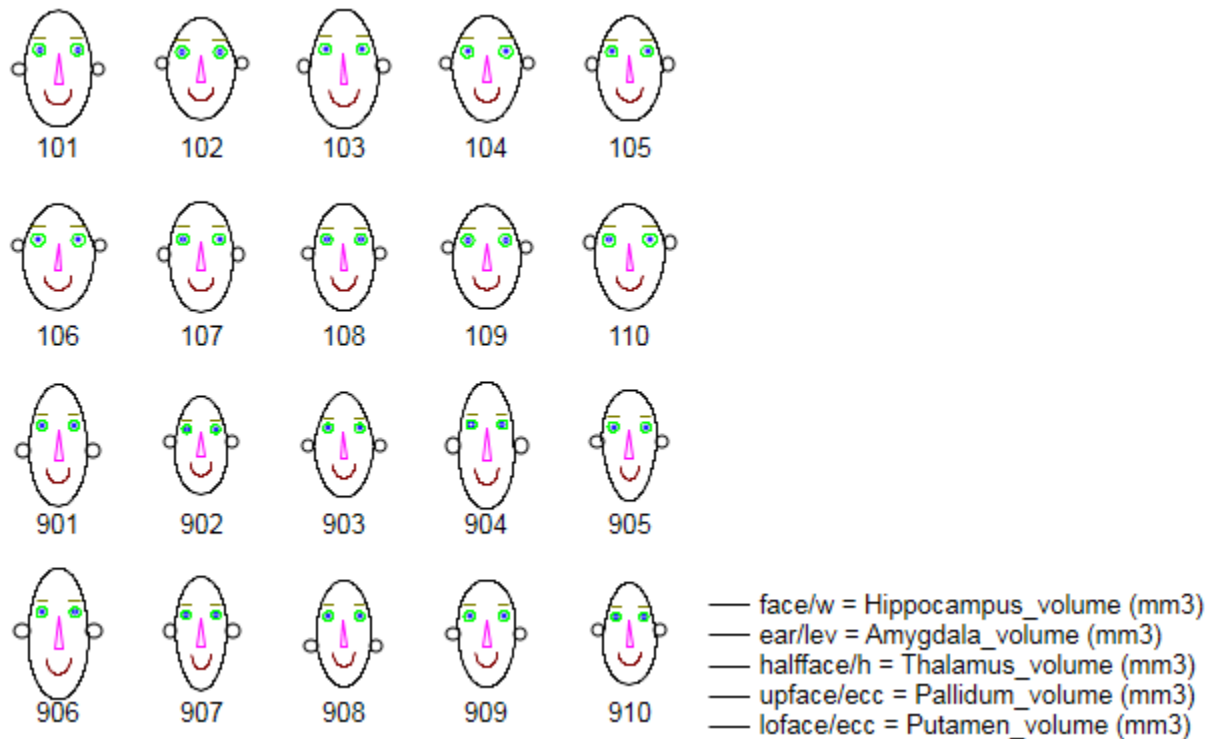 101 102 103 104 105
106 107 108 109 110
901 902 903 904 905
906 907 908 909 910
face/w = Hippocampus_volume (mm3)
ear/lev = Amygdala_volume (mm3)
halfface/h = Thalamus_volume (mm3)
upface/ecc = Pallidum_volume (mm3)
loface/ecc = Putamen_volume (mm3)